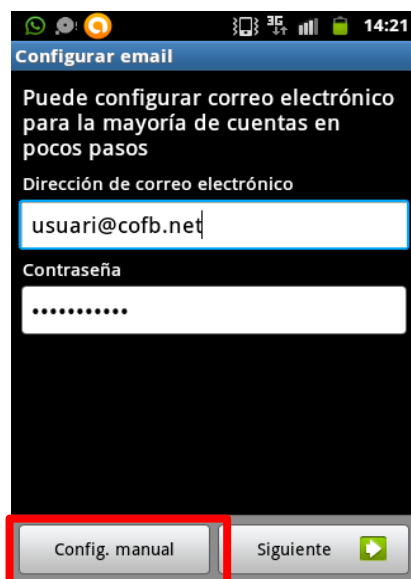 3G 14:21
Configurar email
Puede configurar correo electrónico
para la mayoría de cuentas en
pocos pasos
Dirección de correo electrónico
usuari@cofb.net
Contraseña
•••••••••••
Config. manual Siguiente